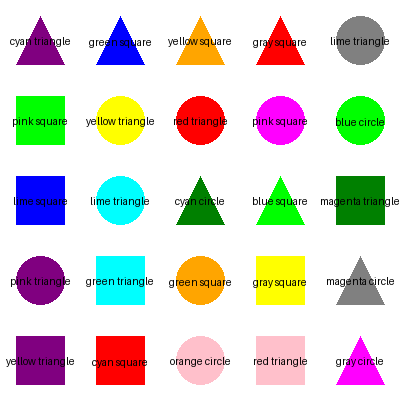 cyan triangle
green square
yellow square
gray square
lime triangle
pink square
yellow triangle
red triangle
pink square
blue circle
lime square
lime triangle
cyan circle
blue square
magenta triangle
pink triangle
green triangle
green square
gray square
magenta circle
yellow triangle
cyan square
orange circle
red triangle
gray circle